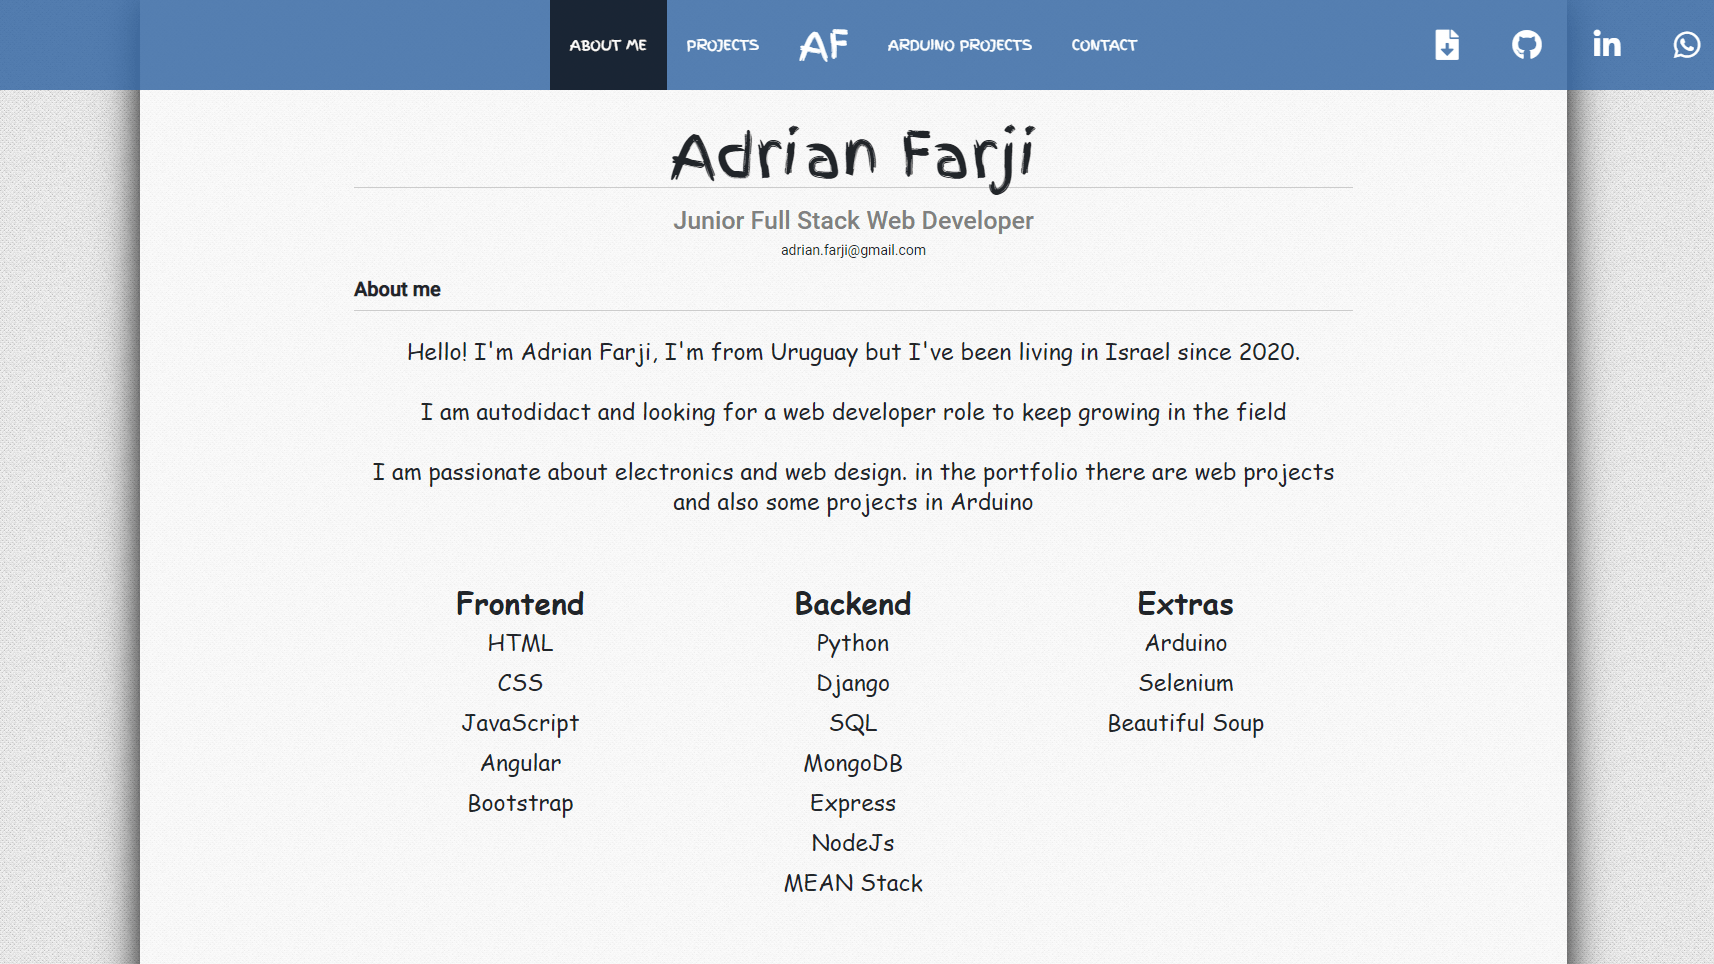 ABOUT ME
PROJECTS
AF
ARDUINO PROJECTS
CONTACT
in
Adrian Farji
Junior Full Stack Web Developer
adrian.farji@gmail.com
About me
Hello! I'm Adrian Farji, I'm from Uruguay but I've been living in Israel since 2020.
I am autodidact and looking for a web developer role to keep growing in the field
I am passionate about electronics and web design. in the portfolio there are web projects
and also some projects in Arduino
Frontend
HTML
CSS
JavaScript
Angular
Bootstrap
Backend
Python
Django
SQL
MongoDB
Express
NodeJs
MEAN Stack
Extras
Arduino
Selenium
Beautiful Soup